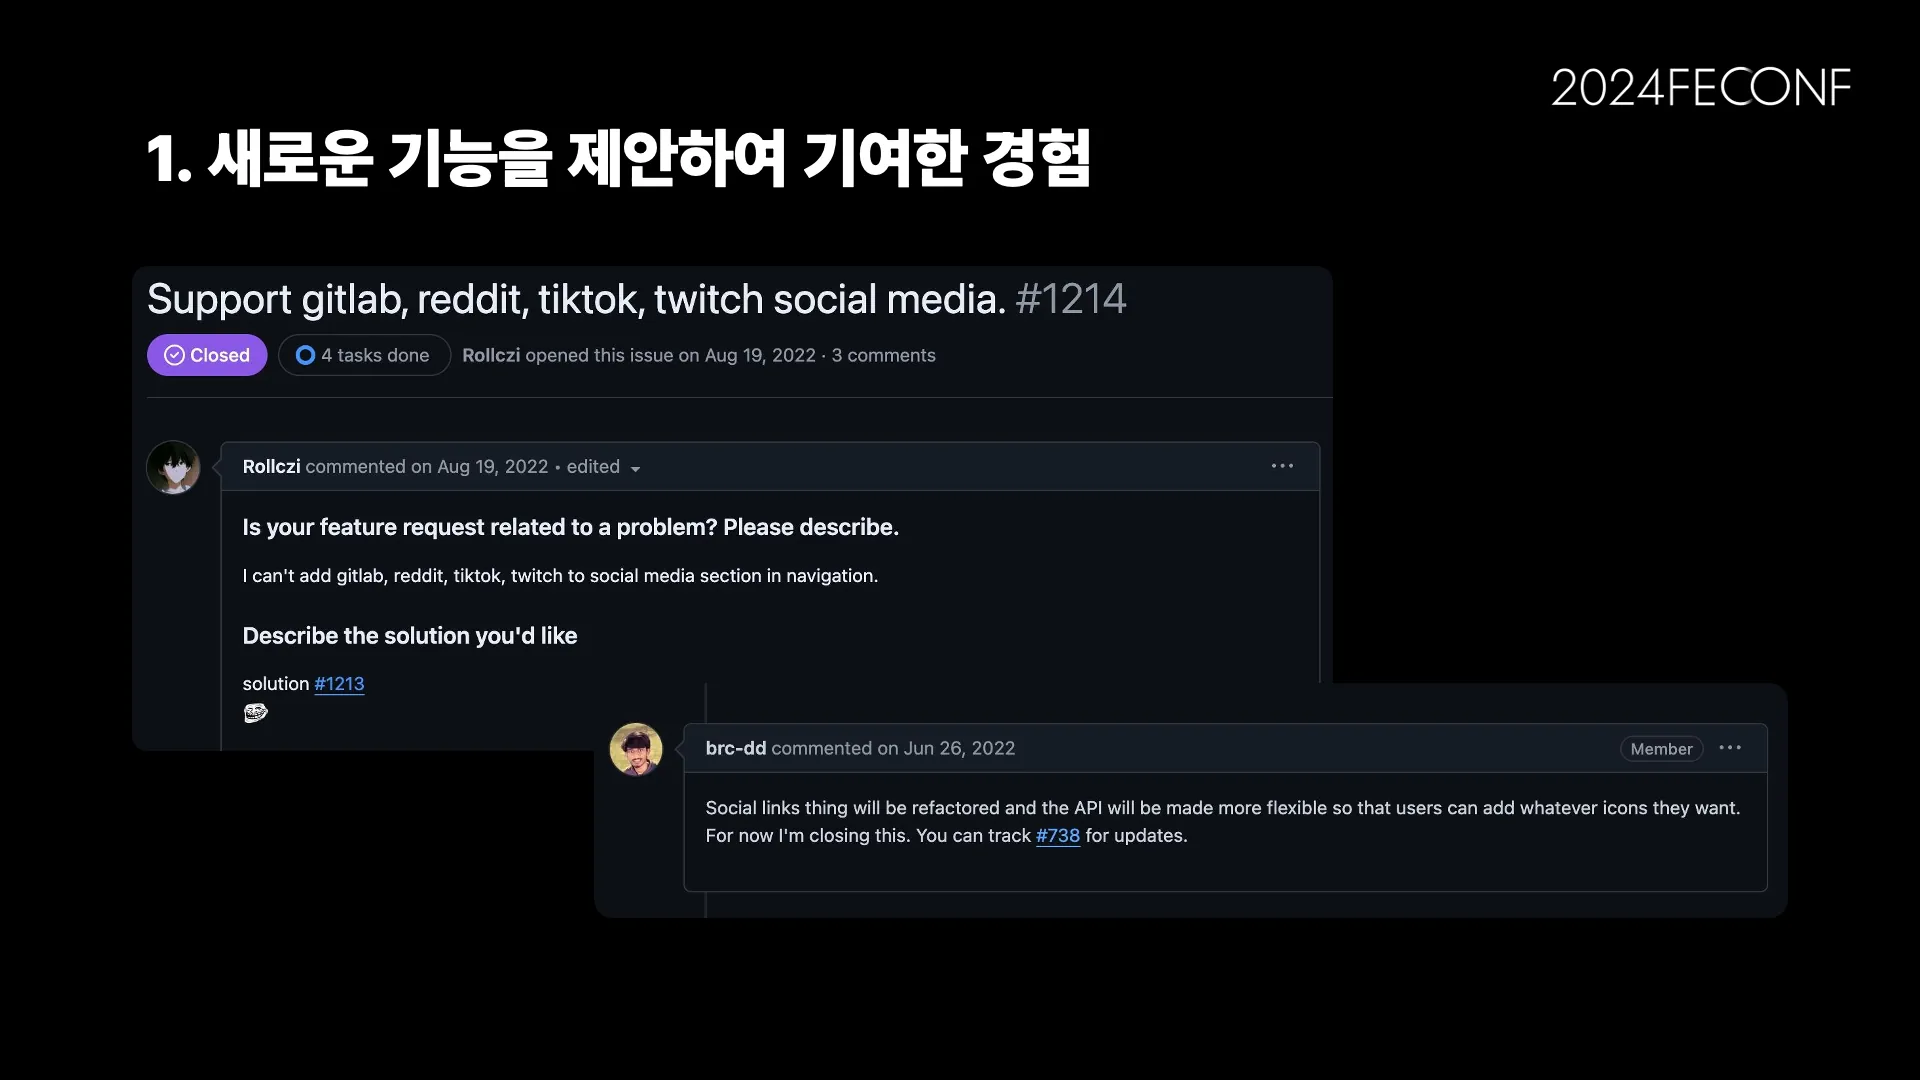 2024FECONF
1. 새로운 기능을 제안하여 기여한 경험
Support gitlab, reddit, tiktok, twitch social media. #1214
Closed
4 tasks done
Rollczi opened this issue on Aug 19, 2022 · 3 comments
Rollczi commented on Aug 19, 2022 • edited
Is your feature request related to a problem? Please describe.
I can't add gitlab, reddit, tiktok, twitch to social media section in navigation.
Describe the solution you'd like
solution #1213
brc-dd commented on Jun 26, 2022
Member
Social links thing will be refactored and the API will be made more flexible so that users can add whatever icons they want.
For now I'm closing this. You can track #738 for updates.